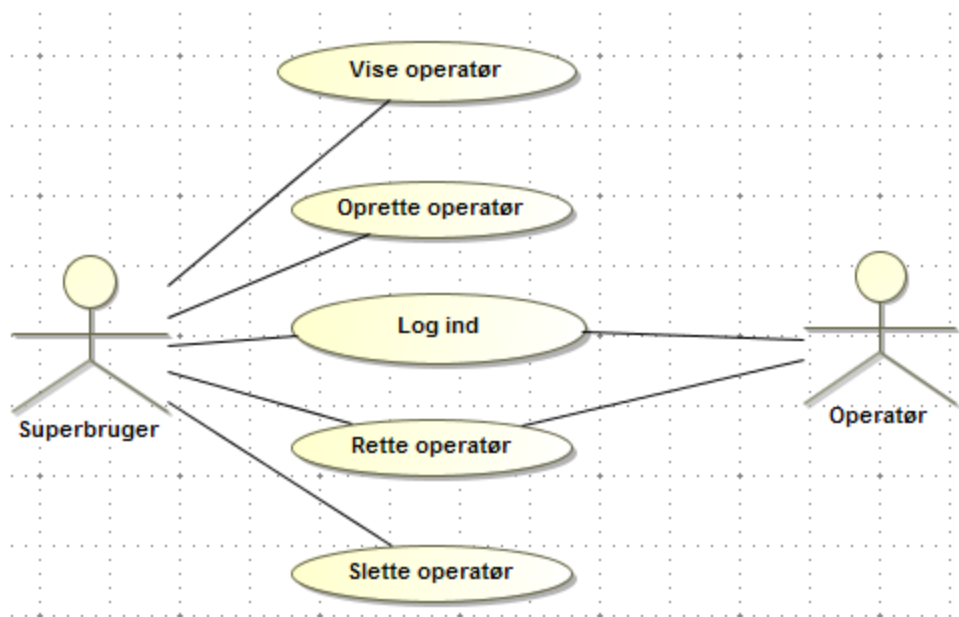 Vise operatør
Oprette operatør
Log ind
Superbruger
Operatør
Rette operatør
Slette operatør